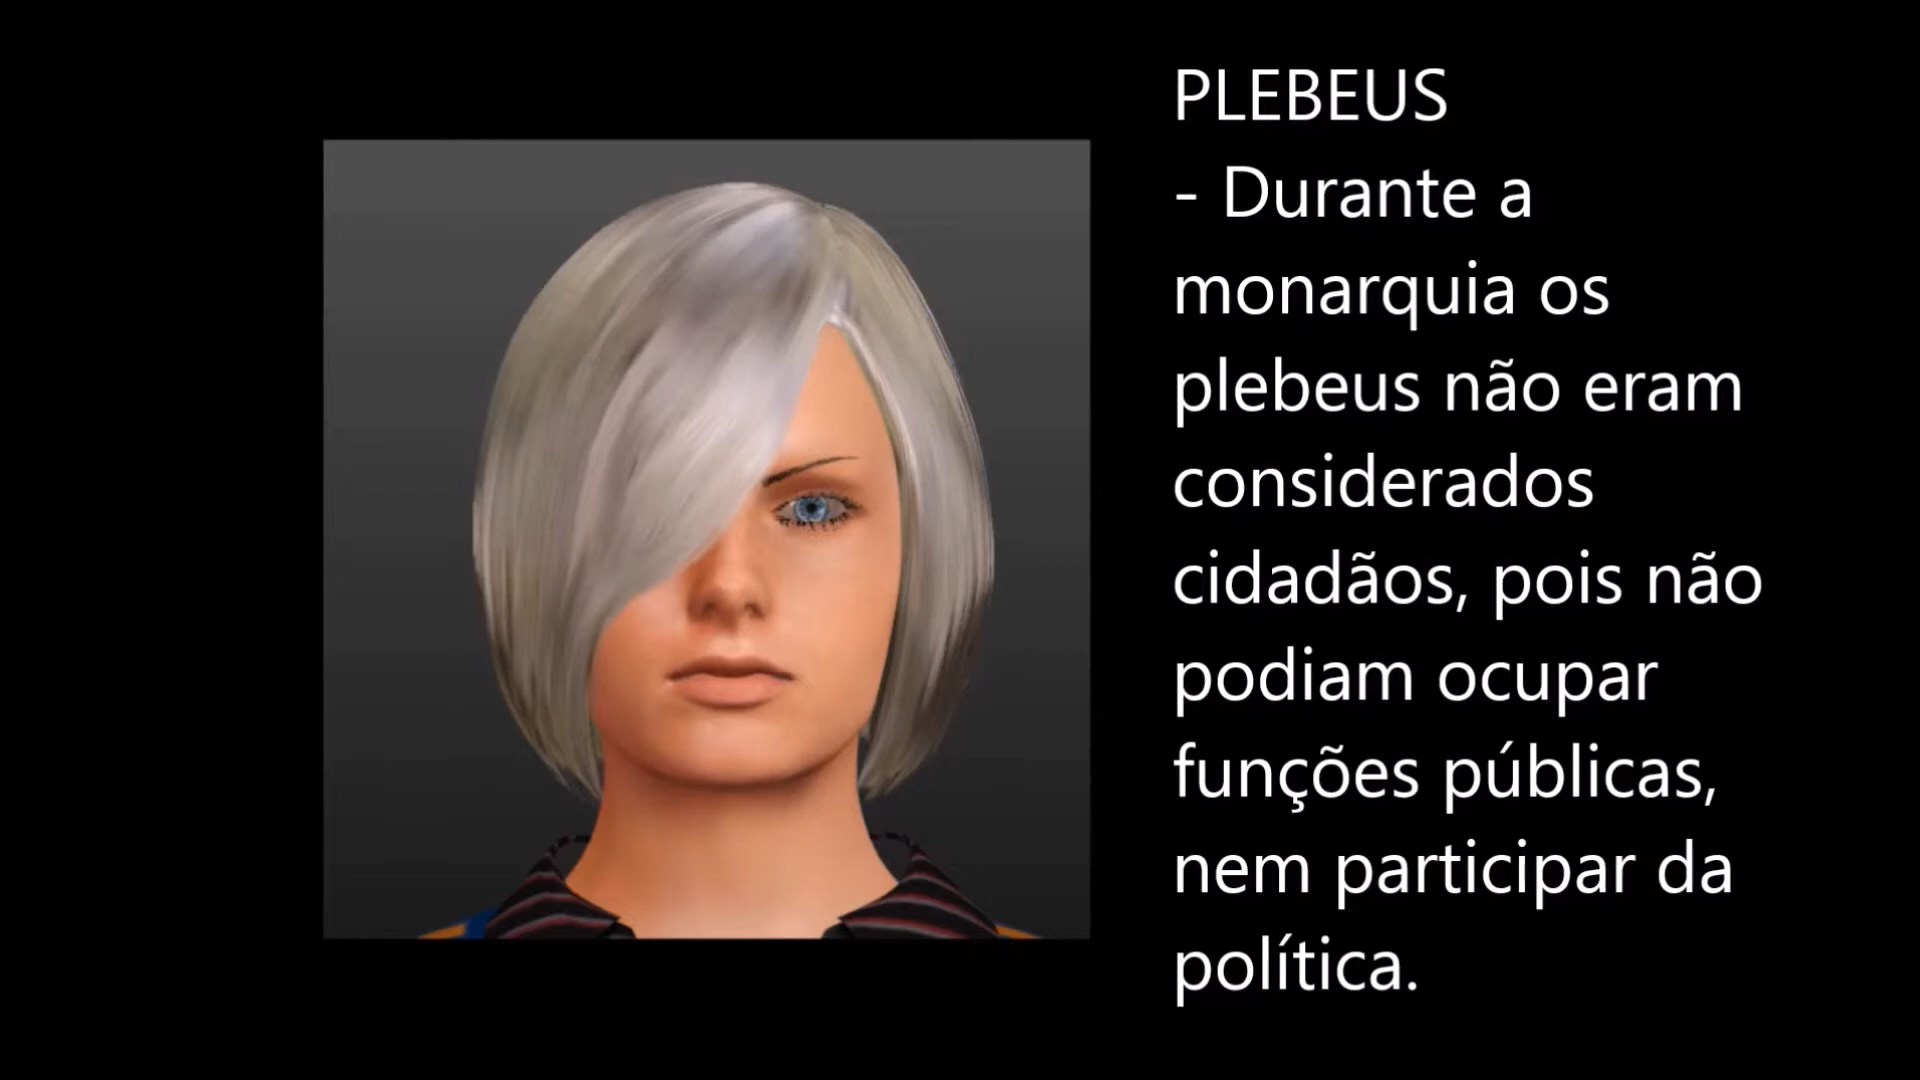 PLEBEUS
- Durante a
monarquia os
plebeus não eram
considerados
cidadãos, pois não
podiam ocupar
funções públicas,
nem participar da
política.